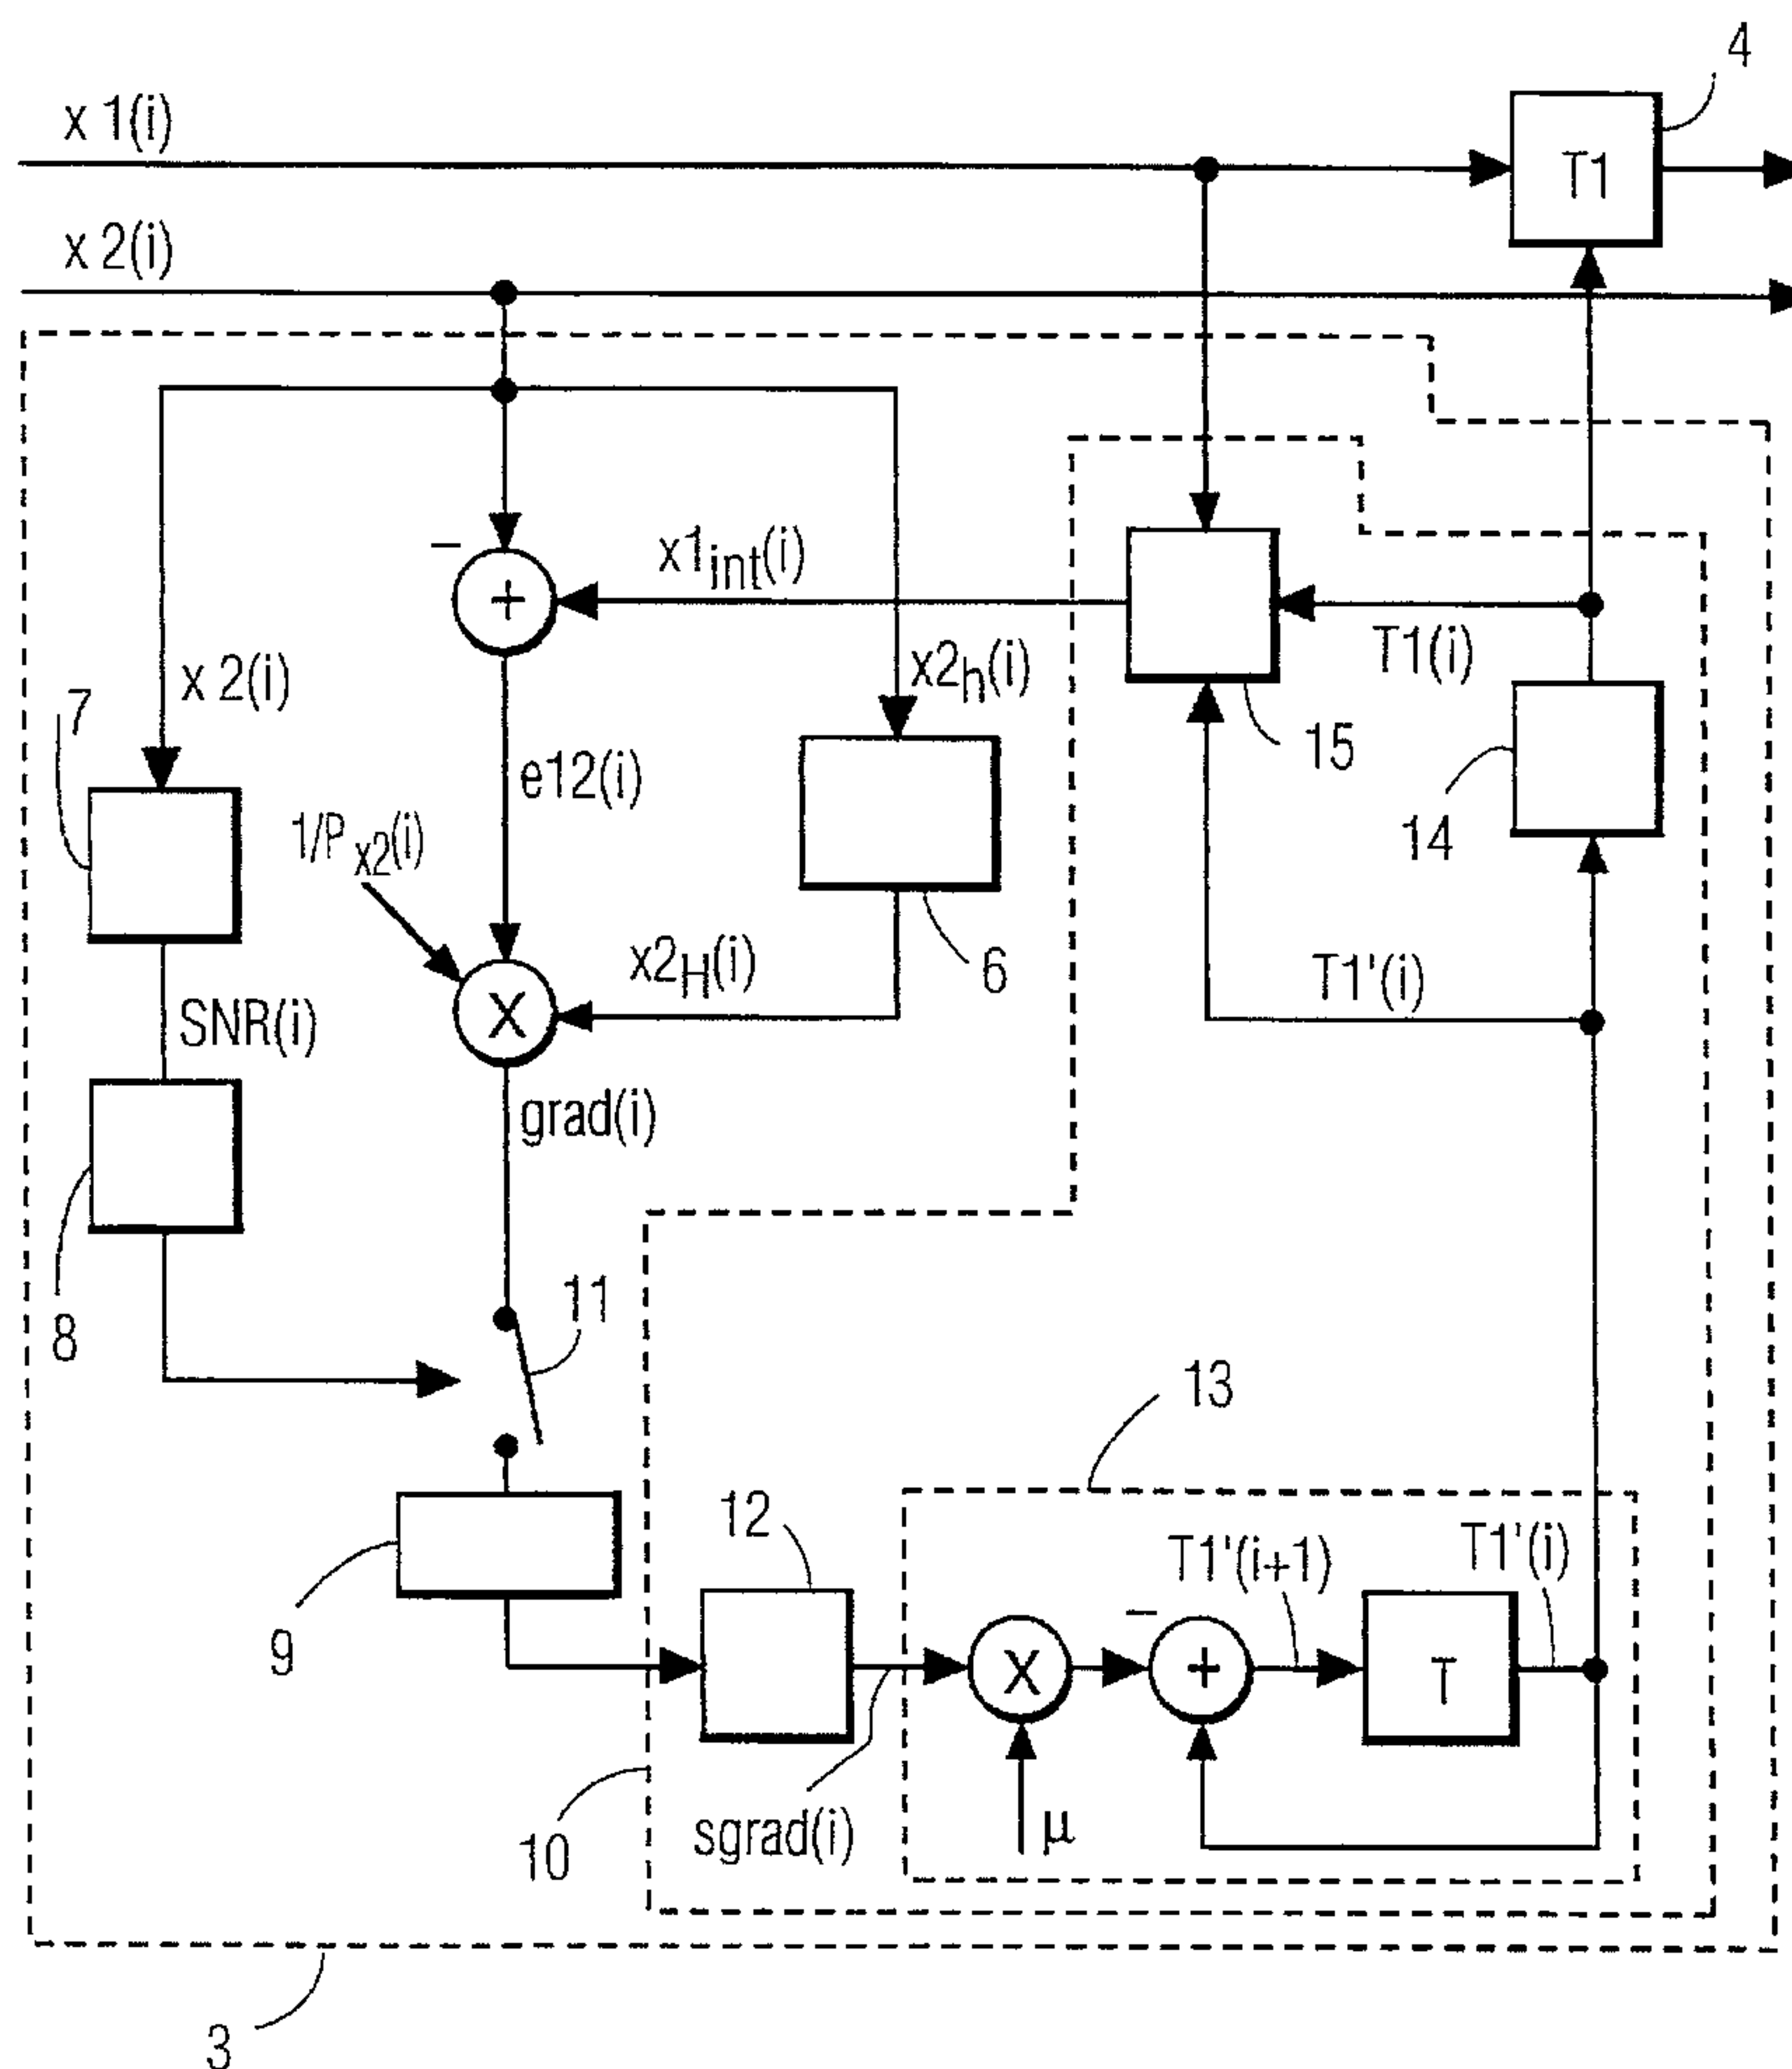 4
x 1(i)
T1
x 2(i)
–
x1int(i)
+
T1(i)
x 2(i)
x2h(i)
7
15
e12(i)
14
1/Px2(i)
x2H(i)
6
T1'(i)
SNR(i)
X
grad(i)
11
8
13
12
T1'(i+1)
T1'(i)
–
9
X
+
T
sgrad(i)
µ
10
3